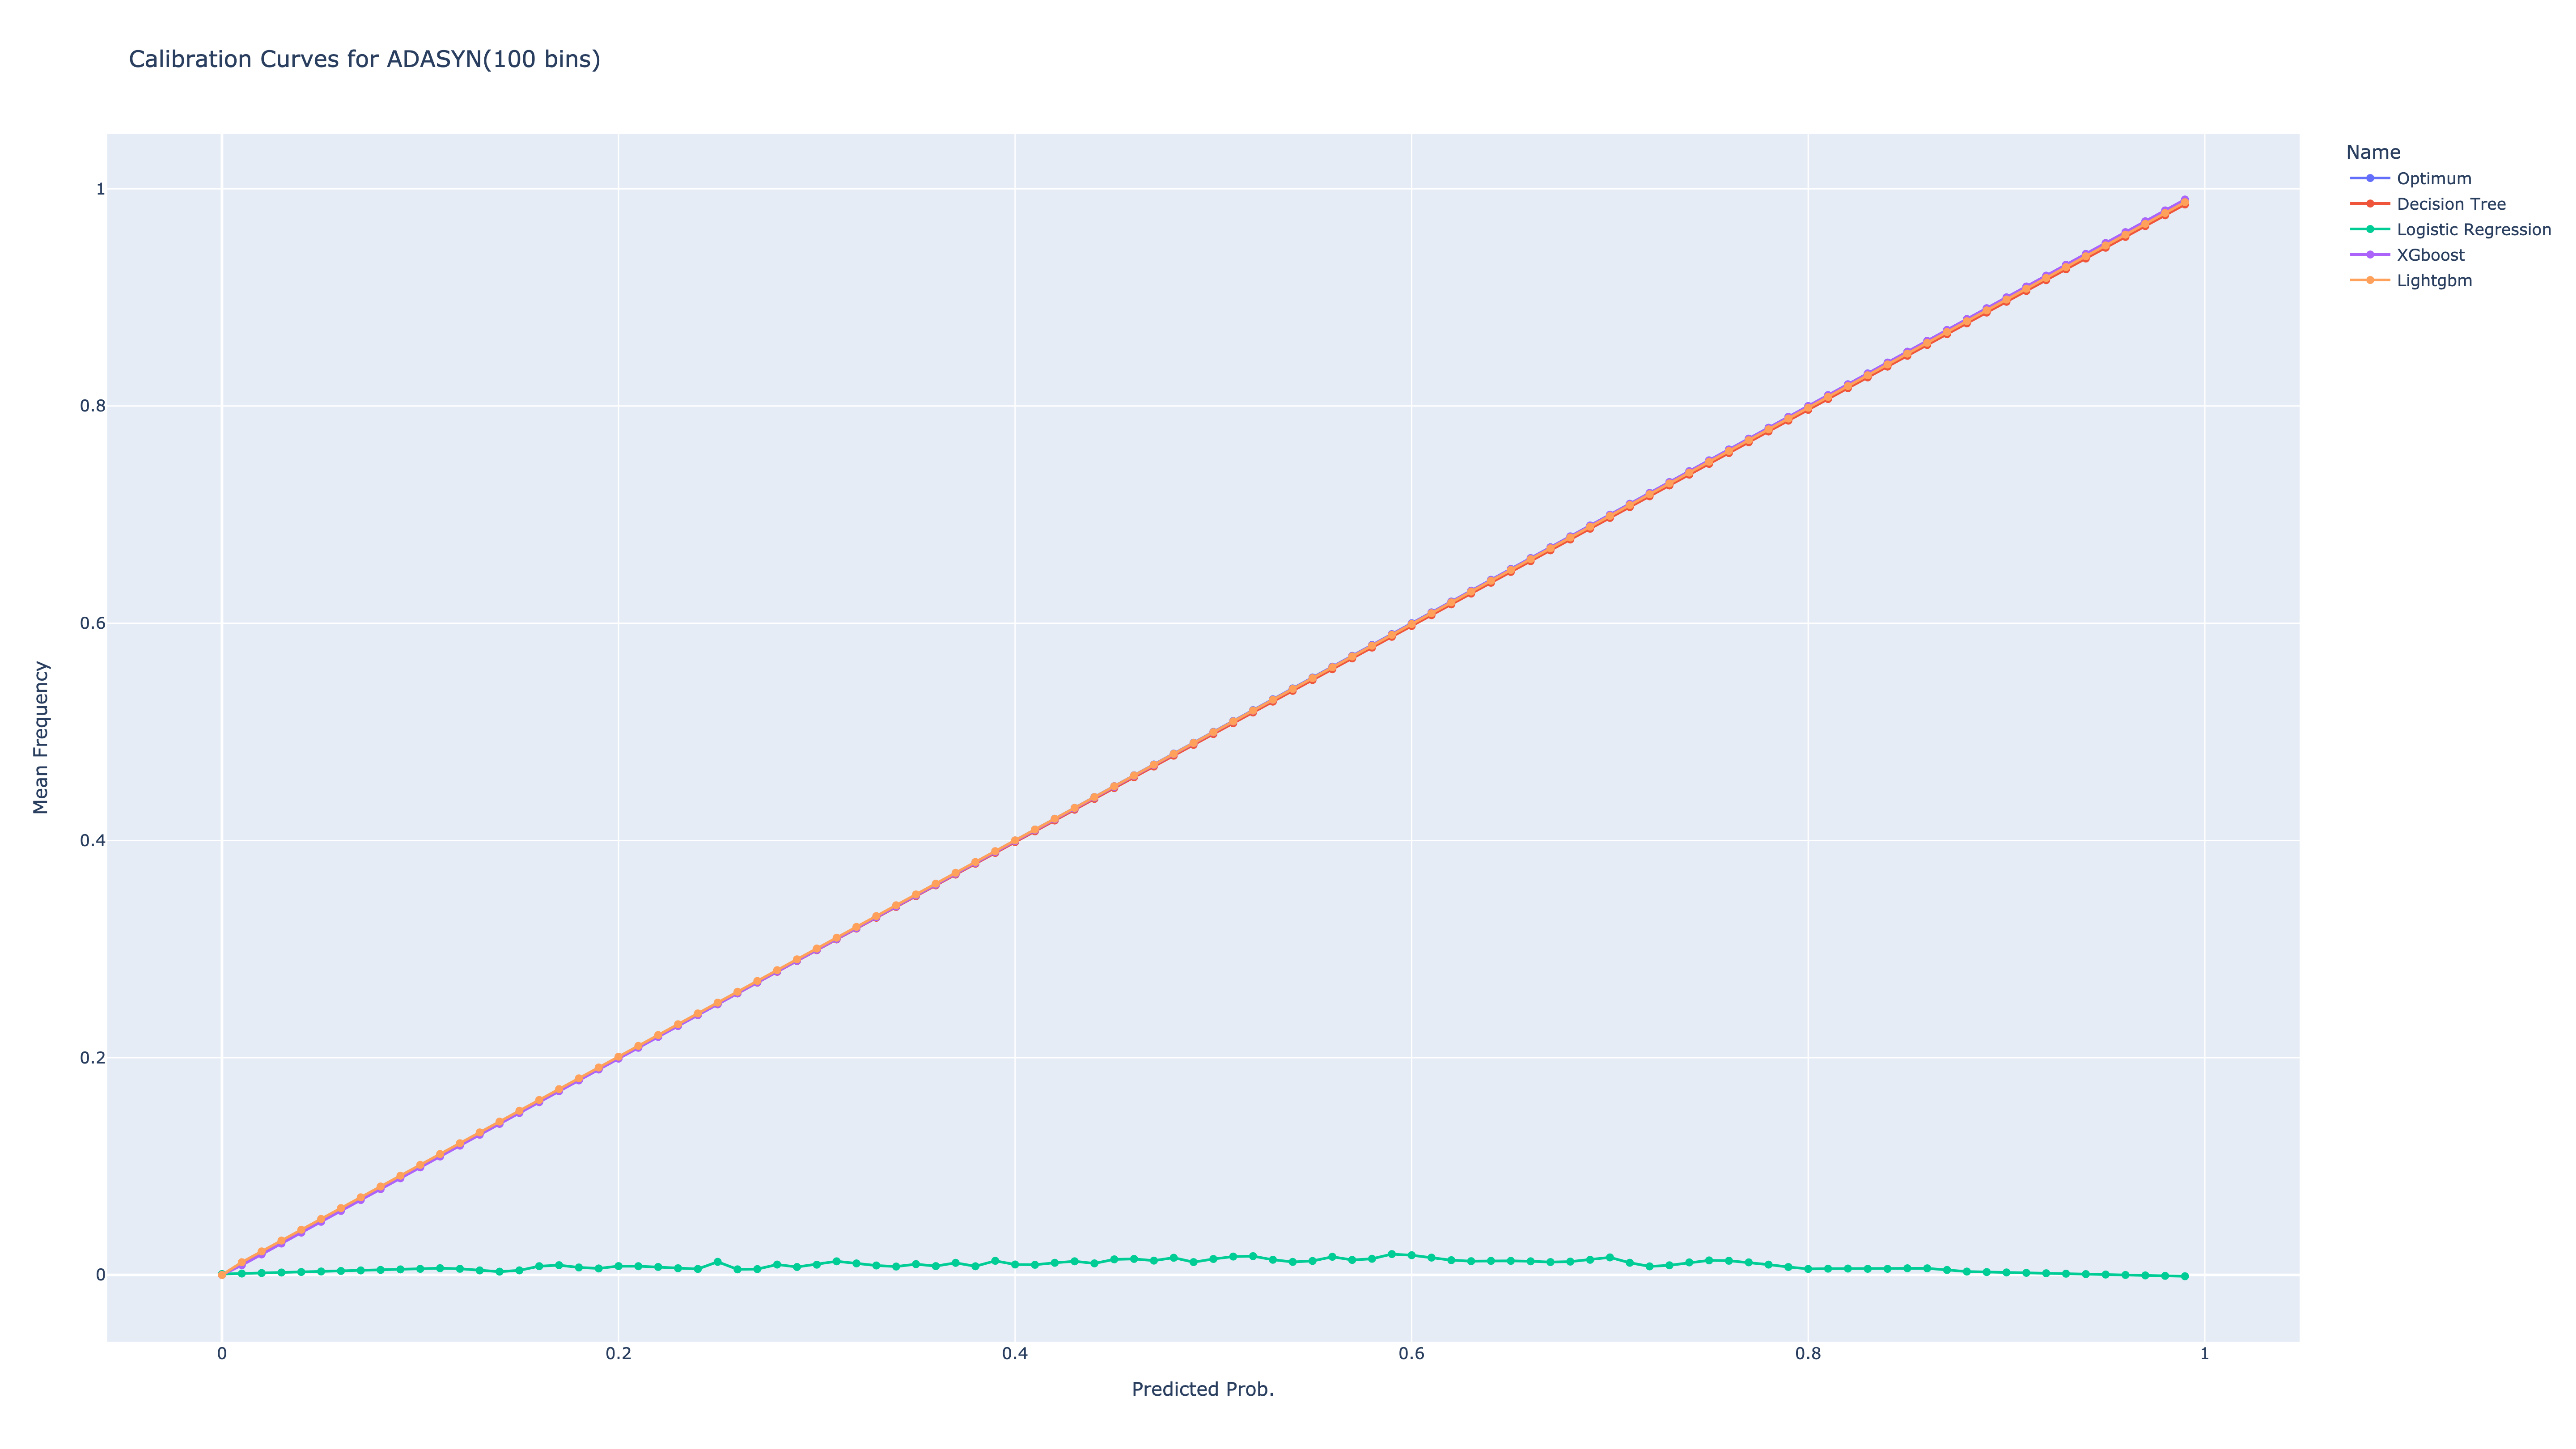 Calibration Curves for ADASYN(100 bins)
Name
Optimum
Decision Tree
Logistic Regression
XGboost
Lightgbm
Mean Frequency
1
0.8
0.6
0.4
0.2
0
0
0.2
0.4
0.6
0.8
1
Predicted Prob.